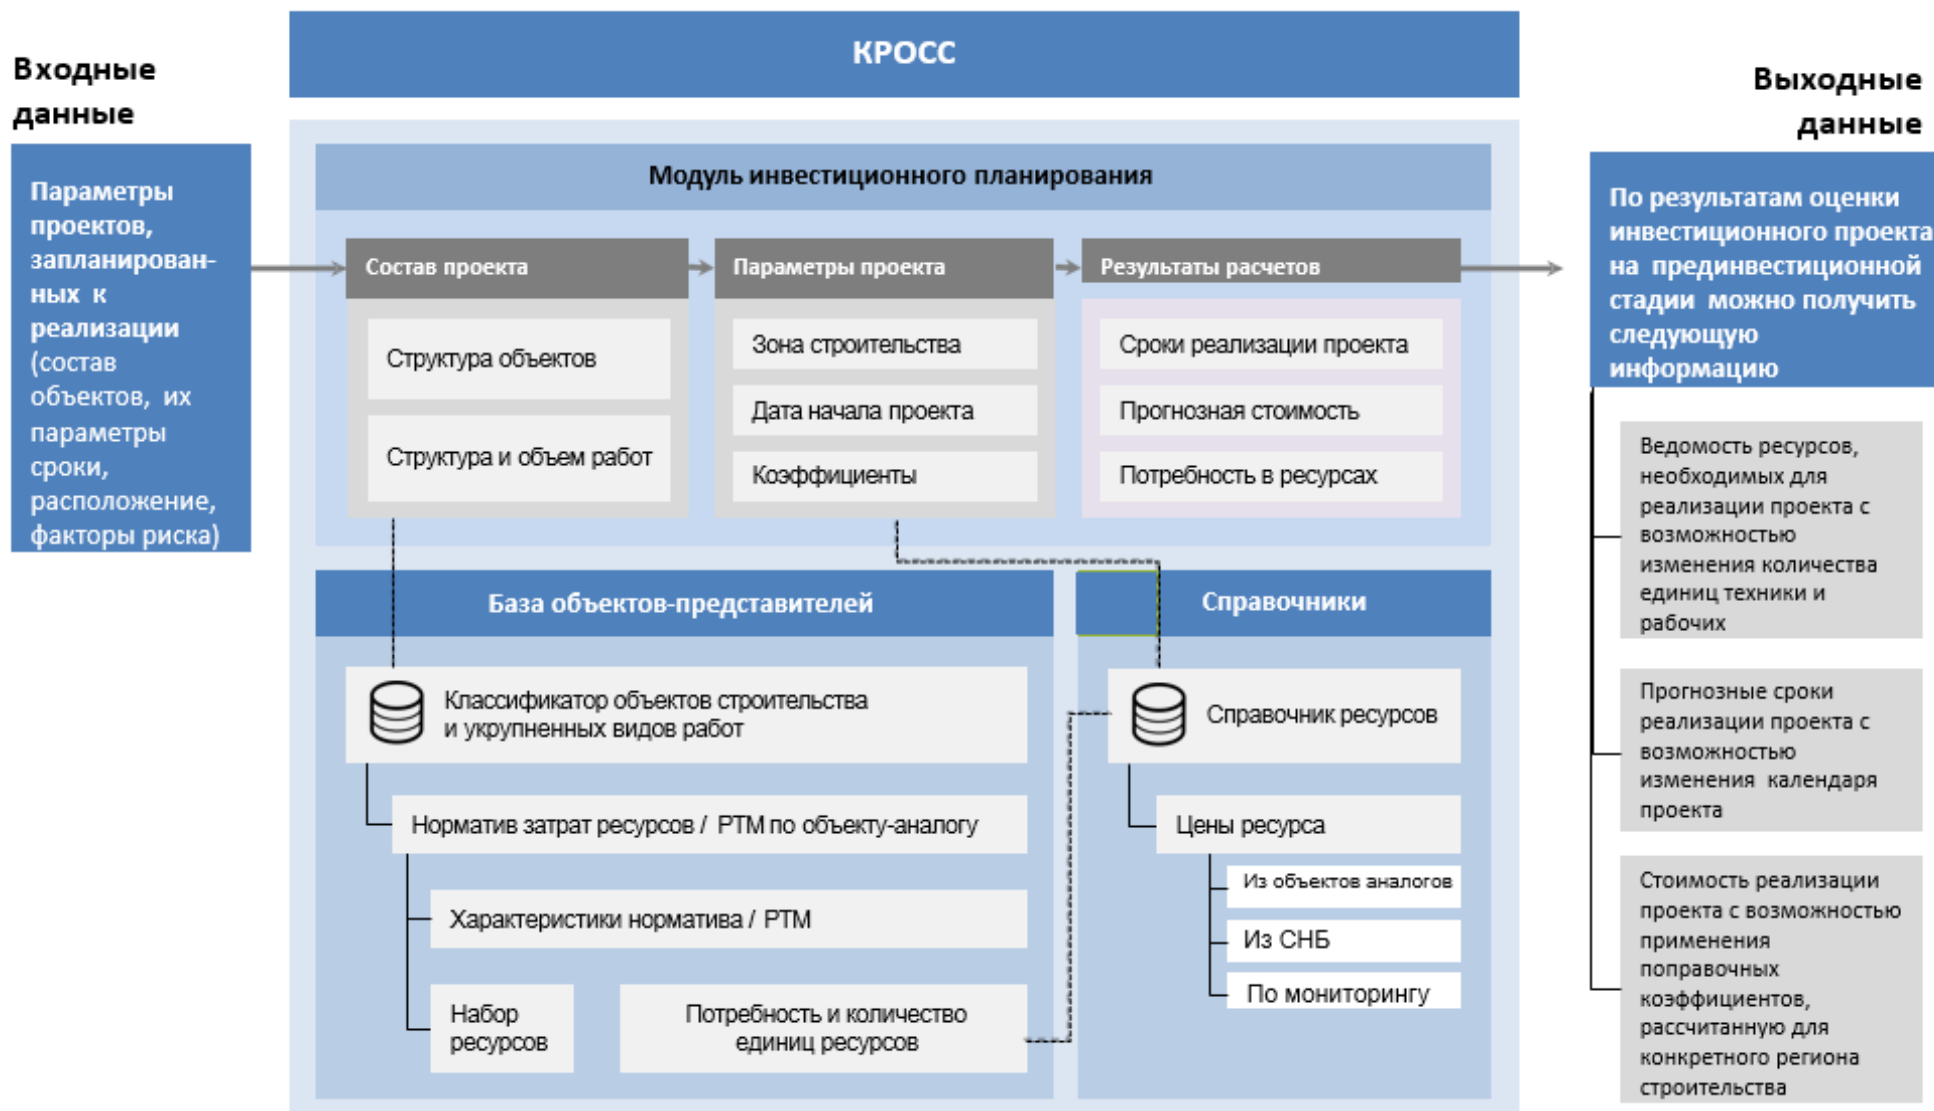 КРОСС
Входные
данные
Параметры
проектов,
запланирован-
ных к
реализации
(состав
объектов, их
параметры
сроки,
расположение,
факторы риска)
Модуль инвестиционного планирования
Состав проекта
Структура объектов
Структура и объем работ
Параметры проекта
Зона строительства
Дата начала проекта
Коэффициенты
Результаты расчетов
Сроки реализации проекта
Прогнозная стоимость
Потребность в ресурсах
База объектов-представителей
Классификатор объектов строительства
и укрупненных видов работ
Норматив затрат ресурсов / РТМ по объекту-аналогу
Характеристики норматива / РТМ
Набор
ресурсов
Потребность и количество
единиц ресурсов
Справочники
Справочник ресурсов
Цены ресурса
Из объектов аналогов
Из СНБ
По мониторингу
Выходные
данные
По результатам оценки
инвестиционного проекта
на прединвестиционной
стадии можно получить
следующую
информацию
Ведомость ресурсов,
необходимых для
реализации проекта с
возможностью
изменения количества
единиц техники и
рабочих
Прогнозные сроки
реализации проекта с
возможностью
изменения календаря
проекта
Стоимость реализации
проекта с возможностью
применения
поправочных
коэффициентов,
рассчитанную для
конкретного региона
строительства